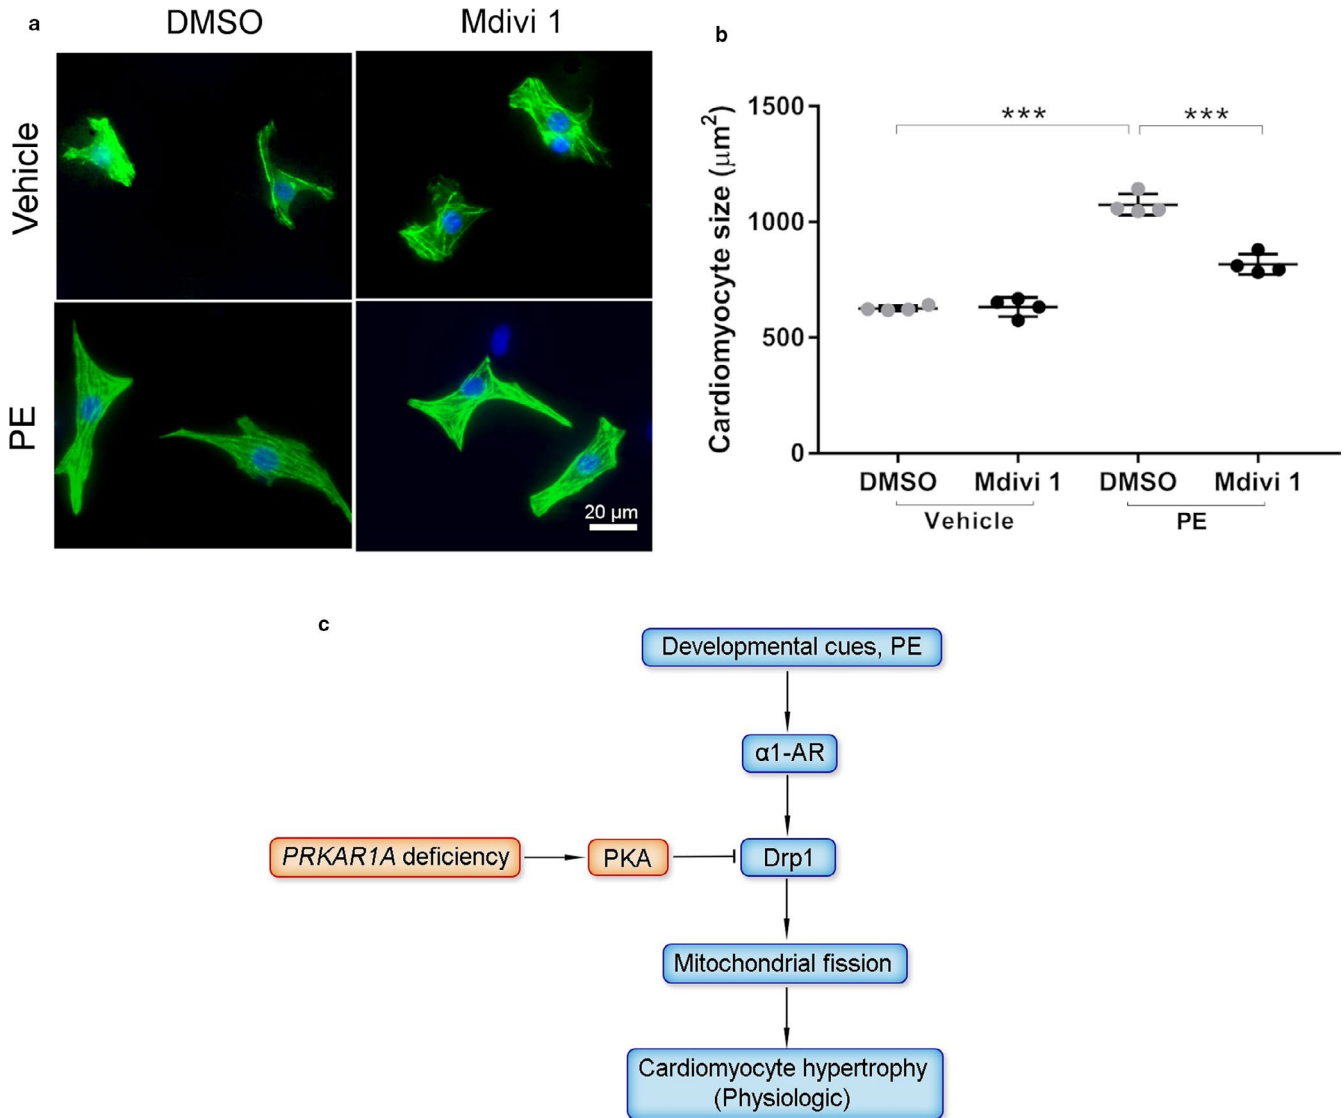 a
DMSO
Mdivi 1
Vehicle
PE
20 µm
b
Cardiomyocyte size (µm²)
1500
1000
500
0
***
***
DMSO
Mdivi 1
DMSO
Mdivi 1
Vehicle
PE
c
Developmental cues, PE
α1-AR
PRKAR1A deficiency
PKA
Drp1
Mitochondrial fission
Cardiomyocyte hypertrophy
(Physiologic)